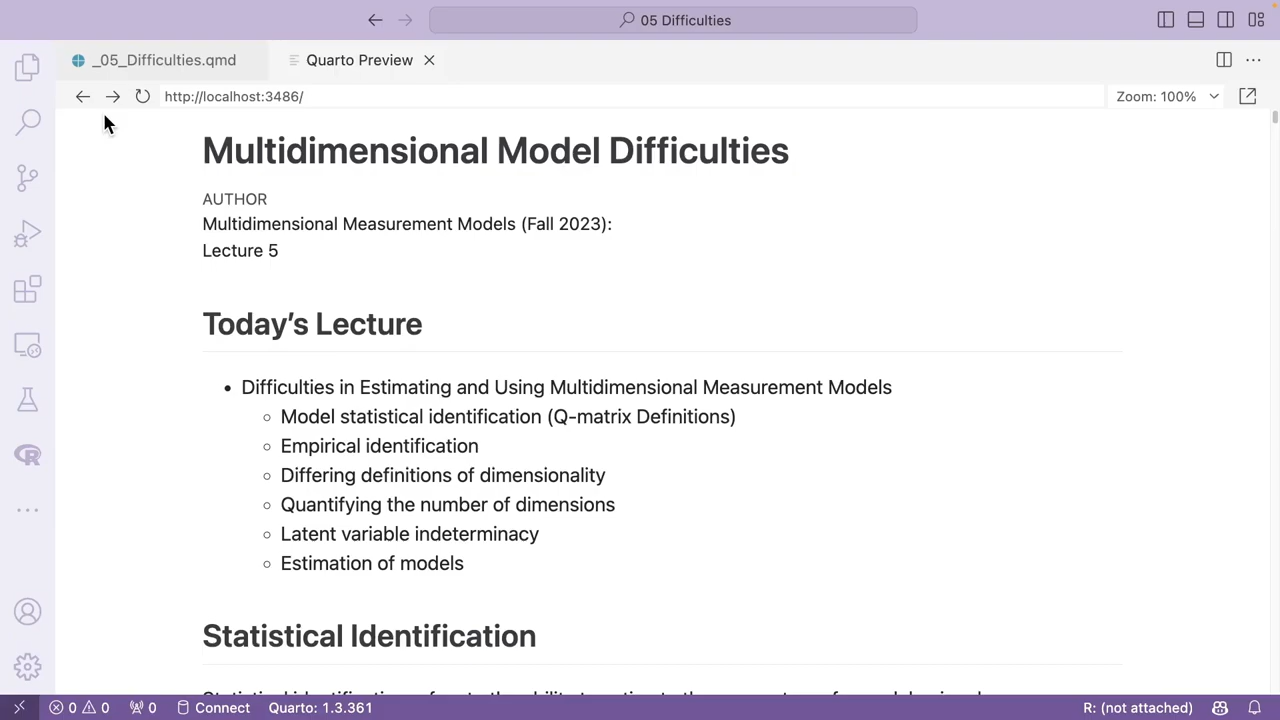 05 Difficulties
_05_Difficulties.qmd
Quarto Preview
http://localhost:3486/
Zoom: 100%
Multidimensional Model Difficulties
AUTHOR
Multidimensional Measurement Models (Fall 2023):
Lecture 5
Today's Lecture
• Difficulties in Estimating and Using Multidimensional Measurement Models
◦ Model statistical identification (Q-matrix Definitions)
◦ Empirical identification
◦ Differing definitions of dimensionality
◦ Quantifying the number of dimensions
◦ Latent variable indeterminacy
◦ Estimation of models
Statistical Identification
0 0 0 Connect Quarto: 1.3.361 R: (not attached)